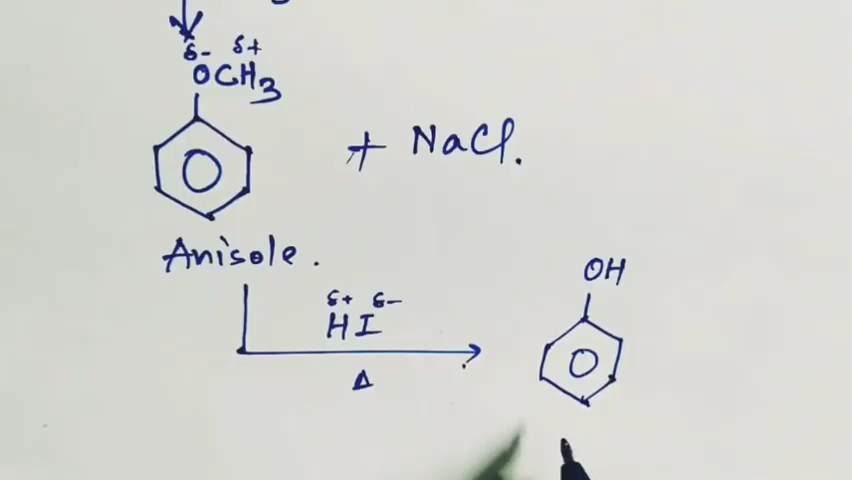 δ- δ+
OCH3
+ NaCl.
Anisole.
OH
δ+ δ-
HI
Δ